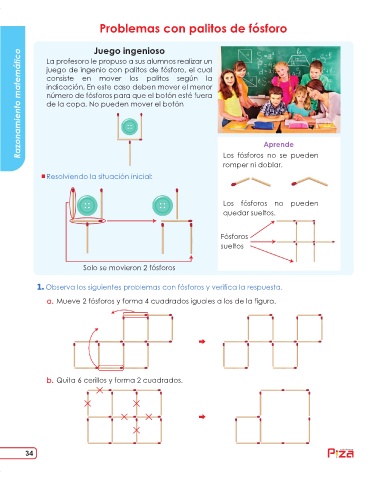 Problemas con palitos de fósforo
Razonamiento matemático
Juego ingenioso
La profesora le propuso a sus alumnos realizar un
juego de ingenio con palitos de fósforo, el cual
consiste en mover los palitos según la
indicación. En este caso deben mover el menor
número de fósforos para que el botón esté fuera
de la copa. No pueden mover el botón
Resolviendo la situación inicial:
Solo se movieron 2 fósforos
Aprende
Los fósforos no se pueden
romper ni doblar.
Los fósforos no pueden
quedar sueltos.
Fósforos
sueltos
1. Observa los siguientes problemas con fósforos y verifica la respuesta.
a. Mueve 2 fósforos y forma 4 cuadrados iguales a los de la figura.
b. Quita 6 cerillos y forma 2 cuadrados.
34